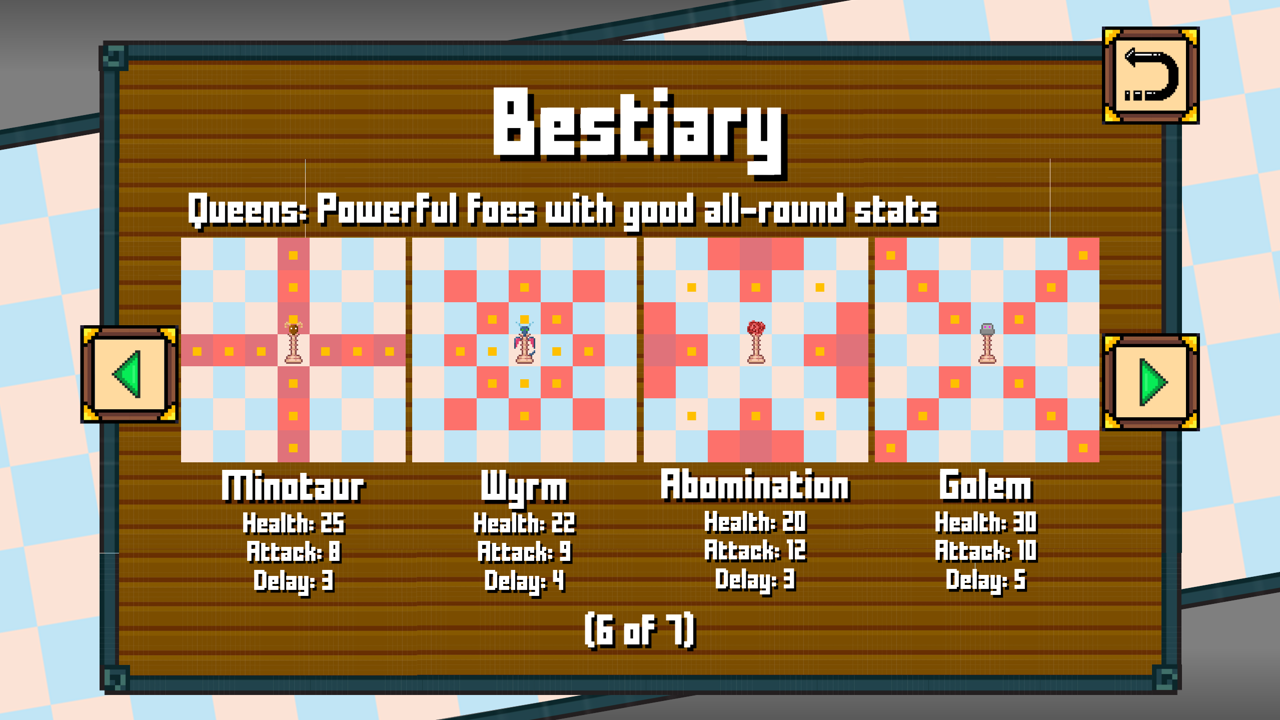 Bestiary
Queens: Powerful foes with good all-round stats
Minotaur
Health: 25
Attack: 8
Delay: 3
Wyrm
Health: 22
Attack: 9
Delay: 4
Abomination
Health: 20
Attack: 12
Delay: 3
Golem
Health: 30
Attack: 10
Delay: 5
(6 of 7)